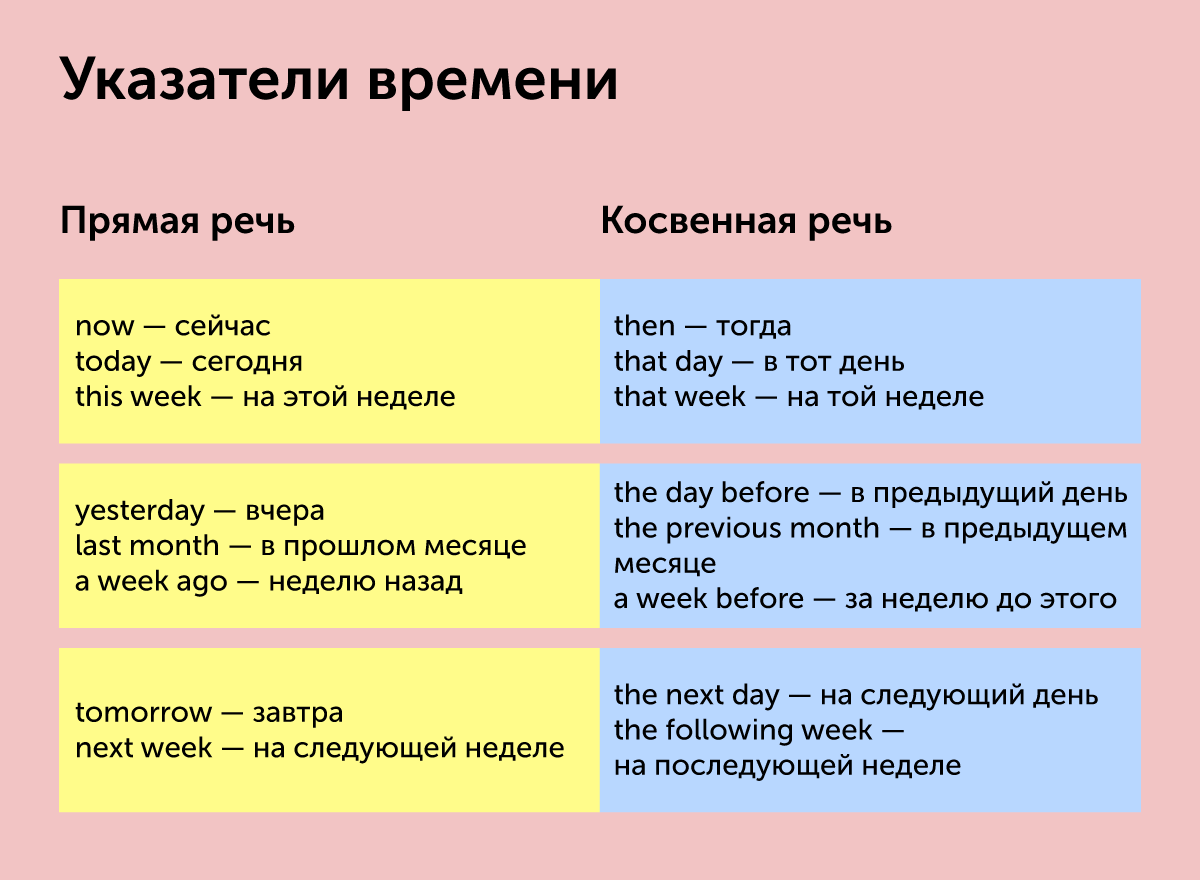 Указатели времени
Прямая речь
Косвенная речь
now — сейчас
today — сегодня
this week — на этой неделе
then — тогда
that day — в тот день
that week — на той неделе
yesterday — вчера
last month — в прошлом месяце
a week ago — неделю назад
the day before — в предыдущий день
the previous month — в предыдущем
месяце
a week before — за неделю до этого
tomorrow — завтра
next week — на следующей неделе
the next day — на следующий день
the following week —
на последующей неделе